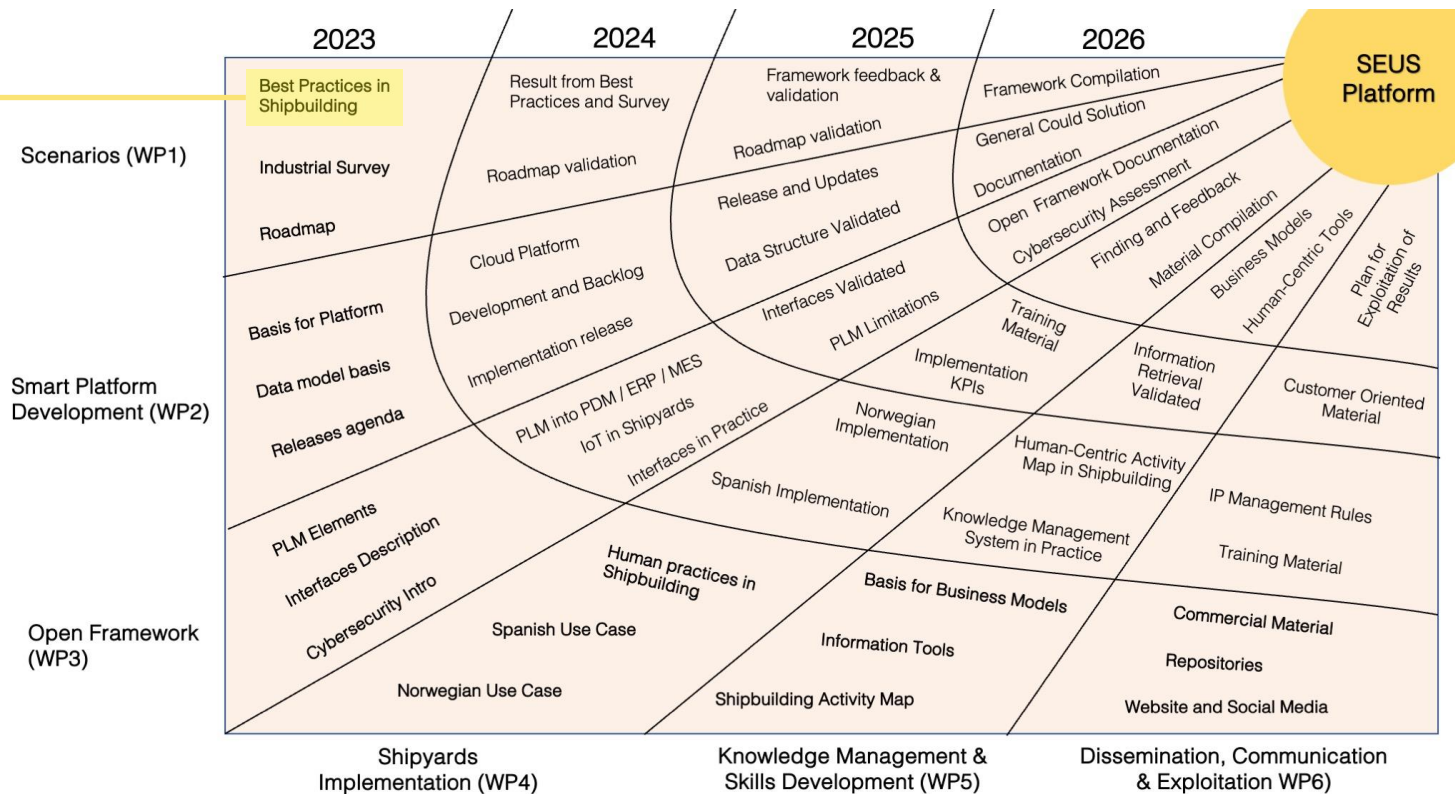 2023
2024
2025
2026
SEUS
Platform
Scenarios (WP1)
Best Practices in
Shipbuilding
Industrial Survey
Roadmap
Result from Best
Practices and Survey
Roadmap validation
Framework feedback &
validation
Roadmap validation
Framework Compilation
Smart Platform
Development (WP2)
Basis for Platform
Data model basis
Releases agenda
Cloud Platform
Development and Backlog
Implementation release
Release and Updates
Data Structure Validated
General Could Solution
Documentation
Open Framework
(WP3)
PLM Elements
Interfaces Description
Cybersecurity Intro
PLM into PDM / ERP / MES
IoT in Shipyards
Interfaces in Practice
Interfaces Validated
PLM Limitations
Open Framework Documentation
Cybersecurity Assessment
Human practices in
Shipbuilding
Spanish Use Case
Norwegian Use Case
Norwegian
Implementation
Spanish Implementation
Training
Material
Implementation
KPIs
Finding and Feedback
Material Compilation
Shipyards
Implementation (WP4)
Basis for Business Models
Information Tools
Shipbuilding Activity Map
Human-Centric Activity
Map in Shipbuilding
Knowledge Management
System in Practice
Information
Retrieval
Validated
Business Models
Human-Centric Tools
Knowledge Management &
Skills Development (WP5)
Commercial Material
Repositories
Website and Social Media
IP Management Rules
Training Material
Customer Oriented
Material
Plan for
Exploitation of
Results
Dissemination, Communication
& Exploitation WP6)